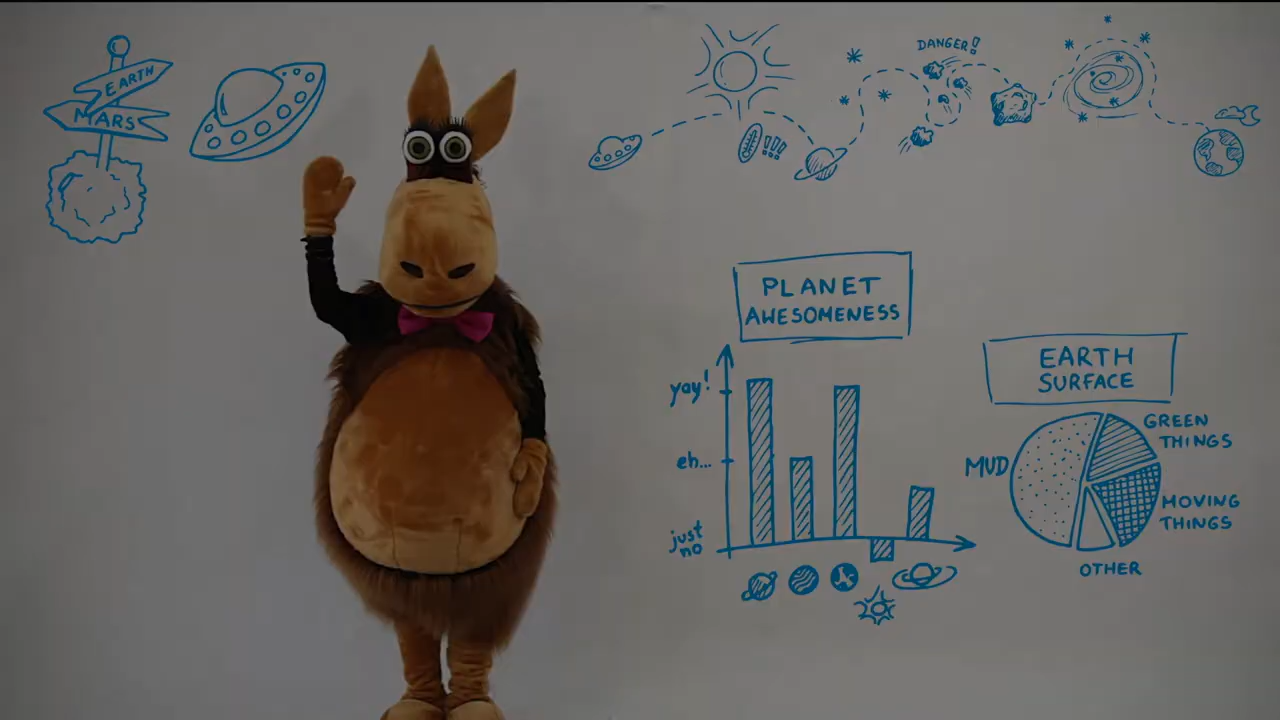 EARTH
MARS
DANGER!
!!!
PLANET
AWESOMENESS
yay!
eh...
just
no
EARTH
SURFACE
MUD
GREEN
THINGS
MOVING
THINGS
OTHER